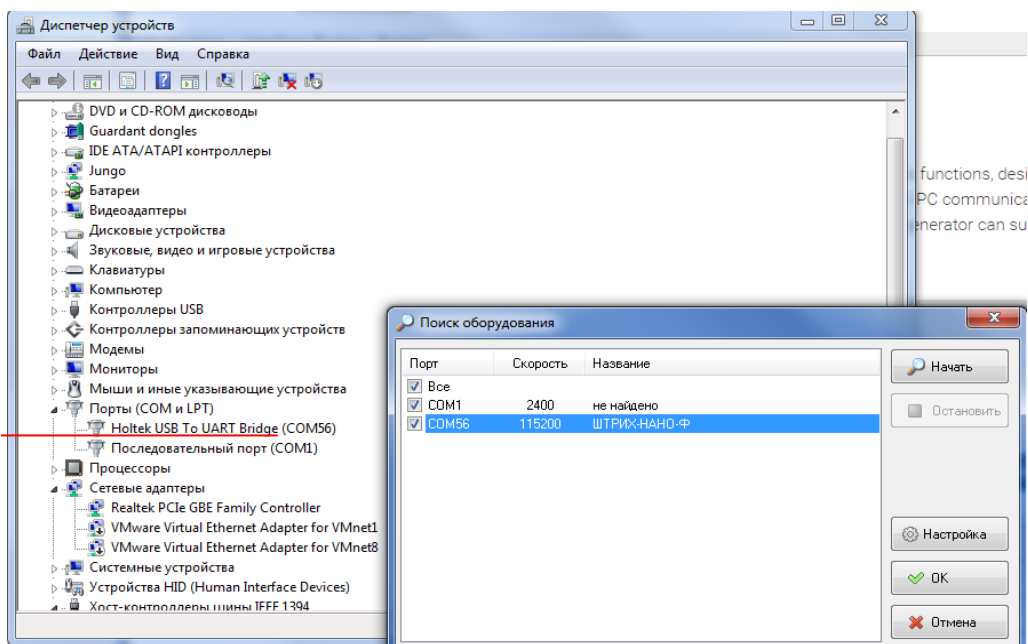 Диспетчер устройств
Файл Действие Вид Справка
DVD и CD-ROM дисководы
Guardant dongles
IDE ATA/ATAPI контроллеры
Jungo
Батареи
Видеоадаптеры
Дисковые устройства
Звуковые, видео и игровые устройства
Клавиатуры
Компьютер
Контроллеры USB
Контроллеры запоминающих устройств
Модемы
Мониторы
Мыши и иные указывающие устройства
Порты (COM и LPT)
Holtek USB To UART Bridge (COM56)
Последовательный порт (COM1)
Процессоры
Сетевые адаптеры
Realtek PCIe GBE Family Controller
VMware Virtual Ethernet Adapter for VMnet1
VMware Virtual Ethernet Adapter for VMnet8
Системные устройства
Устройства HID (Human Interface Devices)
Хост-контроллеры шины IEEE 1394
functions, desi
PC communica
enerator can su
Поиск оборудования
Порт Скорость Название
Все
COM1 2400 не найдено
COM56 115200 ШТРИХ-НАНО-Ф
Начать
Остановить
Настройка
OK
Отмена